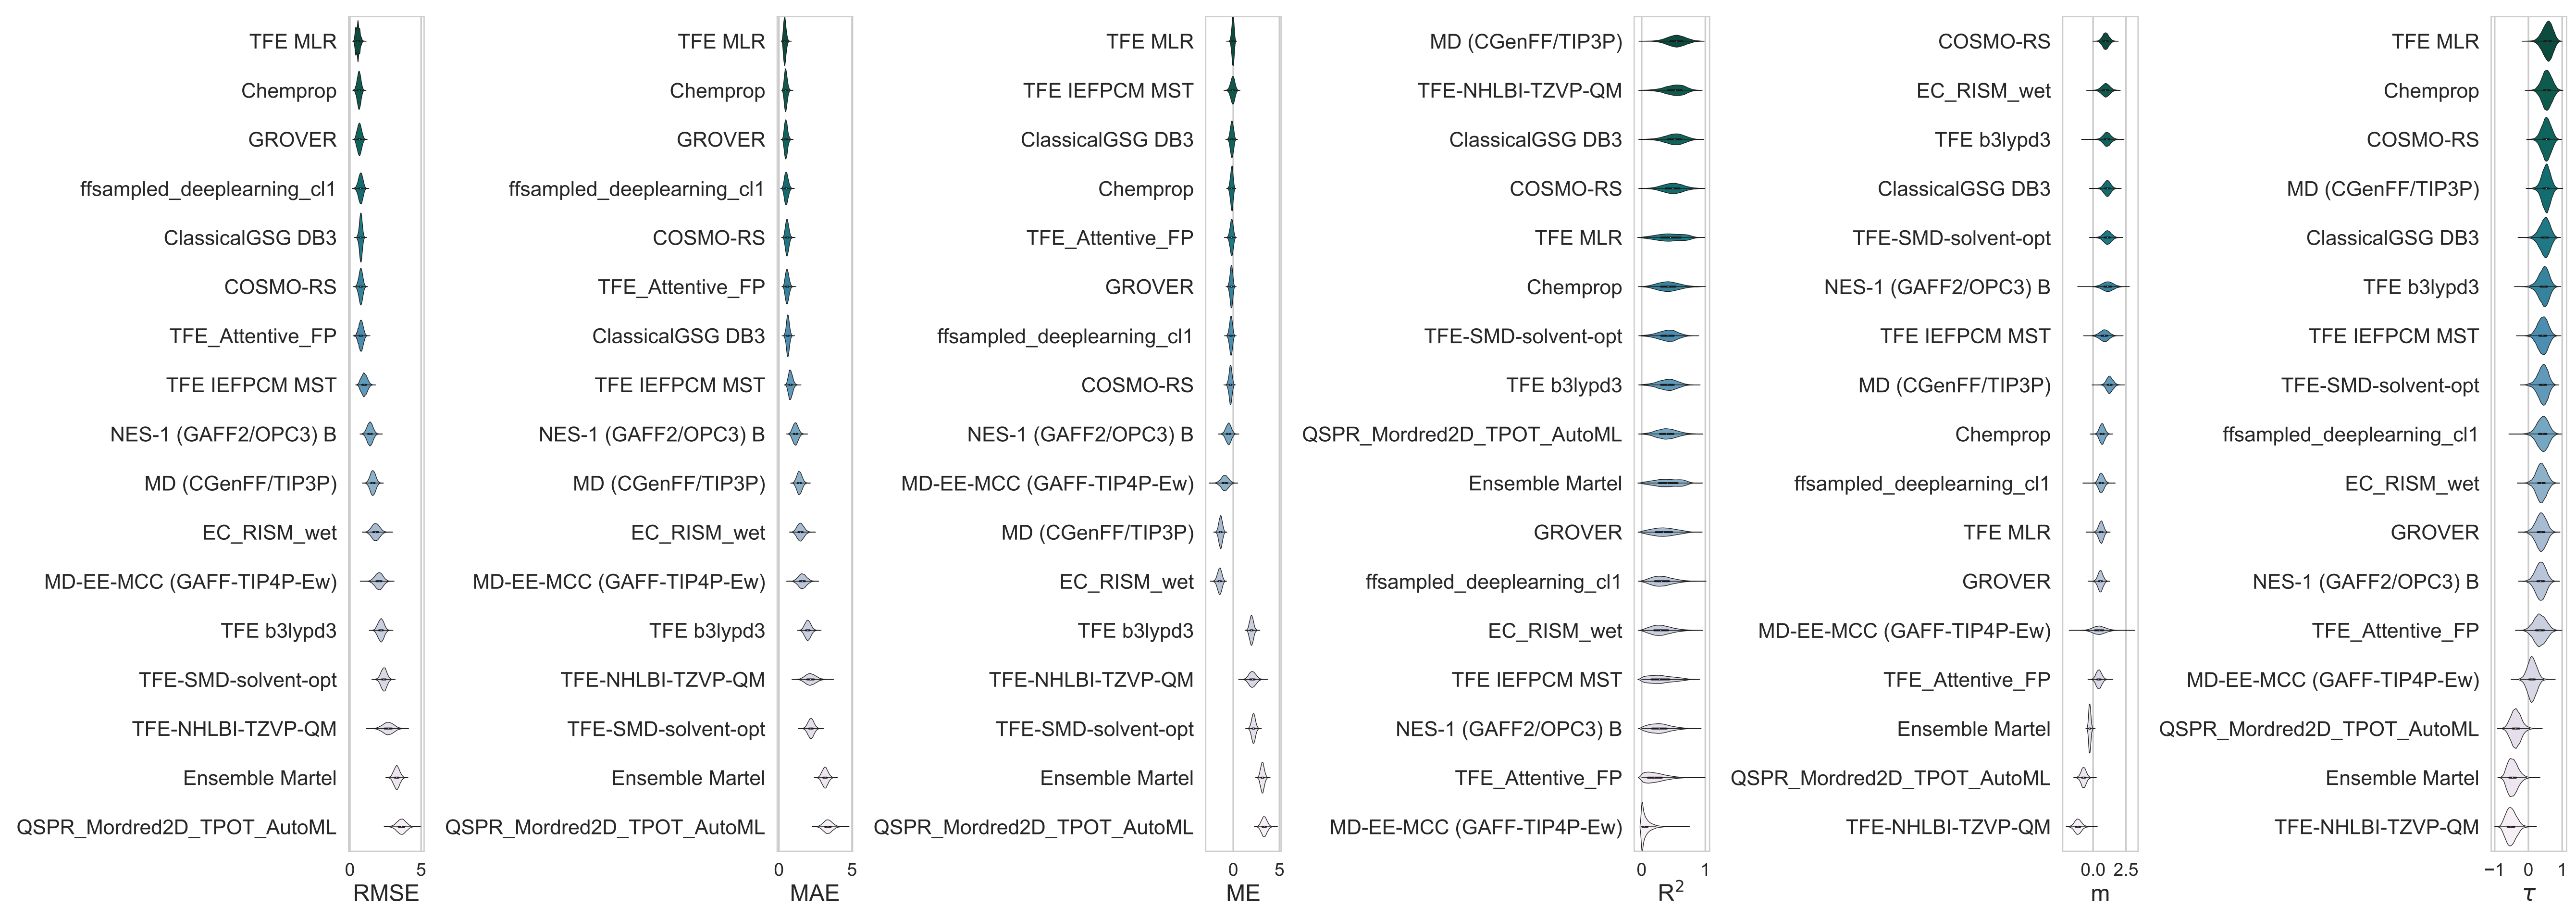 TFE MLR
Chemprop
GROVER
ffsampled_deeplearning_cl1
ClassicalGSG DB3
COSMO-RS
TFE_Attentive_FP
TFE IEFPCM MST
NES-1 (GAFF2/OPC3) B
MD (CGenFF/TIP3P)
EC_RISM_wet
MD-EE-MCC (GAFF-TIP4P-Ew)
TFE b3lypd3
TFE-SMD-solvent-opt
TFE-NHLBI-TZVP-QM
Ensemble Martel
QSPR_Mordred2D_TPOT_AutoML
0 5
RMSE
TFE MLR
Chemprop
GROVER
ffsampled_deeplearning_cl1
COSMO-RS
TFE_Attentive_FP
ClassicalGSG DB3
TFE IEFPCM MST
NES-1 (GAFF2/OPC3) B
MD (CGenFF/TIP3P)
EC_RISM_wet
MD-EE-MCC (GAFF-TIP4P-Ew)
TFE b3lypd3
TFE-NHLBI-TZVP-QM
TFE-SMD-solvent-opt
Ensemble Martel
QSPR_Mordred2D_TPOT_AutoML
0 5
MAE
TFE MLR
TFE IEFPCM MST
ClassicalGSG DB3
Chemprop
TFE_Attentive_FP
GROVER
ffsampled_deeplearning_cl1
COSMO-RS
NES-1 (GAFF2/OPC3) B
MD-EE-MCC (GAFF-TIP4P-Ew)
MD (CGenFF/TIP3P)
EC_RISM_wet
TFE b3lypd3
TFE-NHLBI-TZVP-QM
TFE-SMD-solvent-opt
Ensemble Martel
QSPR_Mordred2D_TPOT_AutoML
0 5
ME
MD (CGenFF/TIP3P)
TFE-NHLBI-TZVP-QM
ClassicalGSG DB3
COSMO-RS
TFE MLR
Chemprop
TFE-SMD-solvent-opt
TFE b3lypd3
QSPR_Mordred2D_TPOT_AutoML
Ensemble Martel
GROVER
ffsampled_deeplearning_cl1
EC_RISM_wet
TFE IEFPCM MST
NES-1 (GAFF2/OPC3) B
TFE_Attentive_FP
MD-EE-MCC (GAFF-TIP4P-Ew)
0 1
R²
COSMO-RS
EC_RISM_wet
TFE b3lypd3
ClassicalGSG DB3
TFE-SMD-solvent-opt
NES-1 (GAFF2/OPC3) B
TFE IEFPCM MST
MD (CGenFF/TIP3P)
Chemprop
ffsampled_deeplearning_cl1
TFE MLR
GROVER
MD-EE-MCC (GAFF-TIP4P-Ew)
TFE_Attentive_FP
Ensemble Martel
QSPR_Mordred2D_TPOT_AutoML
TFE-NHLBI-TZVP-QM
0.0 2.5
m
TFE MLR
Chemprop
COSMO-RS
MD (CGenFF/TIP3P)
ClassicalGSG DB3
TFE b3lypd3
TFE IEFPCM MST
TFE-SMD-solvent-opt
ffsampled_deeplearning_cl1
EC_RISM_wet
GROVER
NES-1 (GAFF2/OPC3) B
TFE_Attentive_FP
MD-EE-MCC (GAFF-TIP4P-Ew)
QSPR_Mordred2D_TPOT_AutoML
Ensemble Martel
TFE-NHLBI-TZVP-QM
−1 0 1
τ